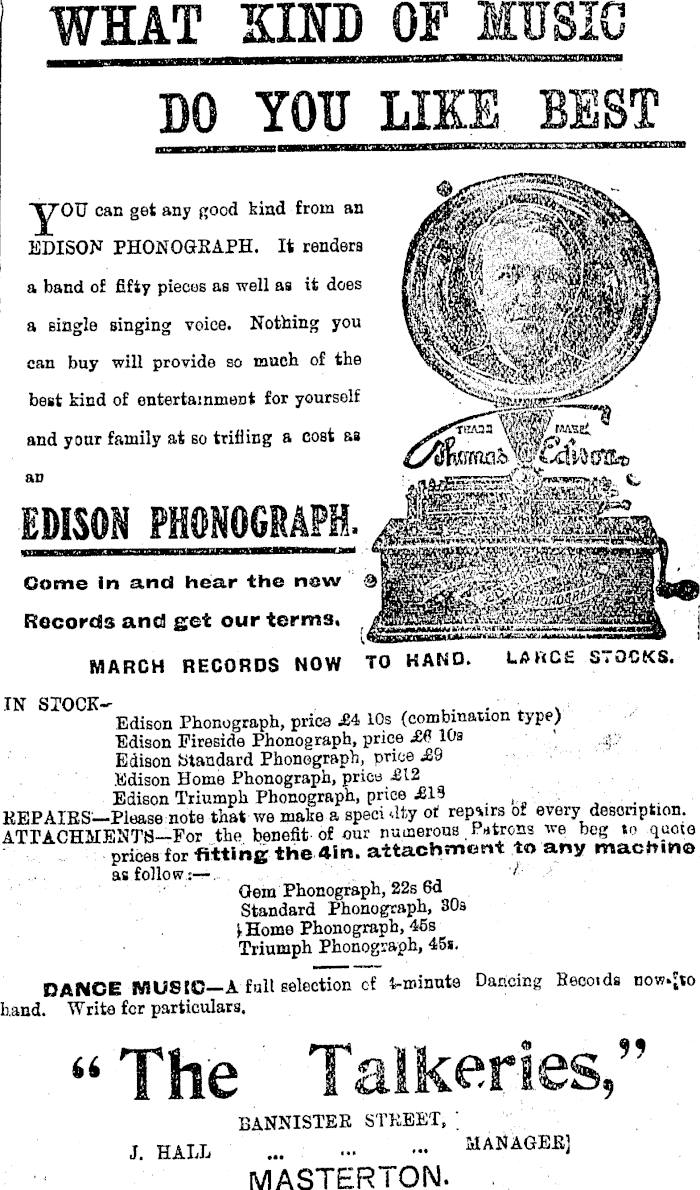 WHAT KIND OF MUSIC
DO YOU LIKE BEST
YOU can get any good kind from an
EDISON PHONOGRAPH. It renders
a band of fifty pieces as well as it does
a single singing voice. Nothing you
can buy will provide so much of the
best kind of entertainment for yourself
and your family at so trifling a cost as
an
EDISON PHONOGRAPH.
Come in and hear the new
Records and get our terms.
TRADE MARK
Thomas Edison
EDISON
PHONOGRAPH
MARCH RECORDS NOW TO HAND. LARGE STOCKS.
IN STOCK—
Edison Phonograph, price £4 10s (combination type)
Edison Fireside Phonograph, price £6 10s
Edison Standard Phonograph, price £9
Edison Home Phonograph, price £12
Edison Triumph Phonograph, price
REPAIRS—Please note that we make a specialty of repairs of every description.
ATTACHMENTS—For the benefit of our numerous Patrons we beg to quote
prices for fitting the 4in. attachment to any machine
as follow:—
Gem Phonograph, 22s 6d
Standard Phonograph, 30s
Home Phonograph, 45s
Triumph Phonograph, 45s.
DANCE MUSIC—A full selection of 4-minute Dancing Records now to
hand. Write for particulars.
"The Talkeries,"
BANNISTER STREET,
J. HALL ... ... ... MANAGER
MASTERTON.